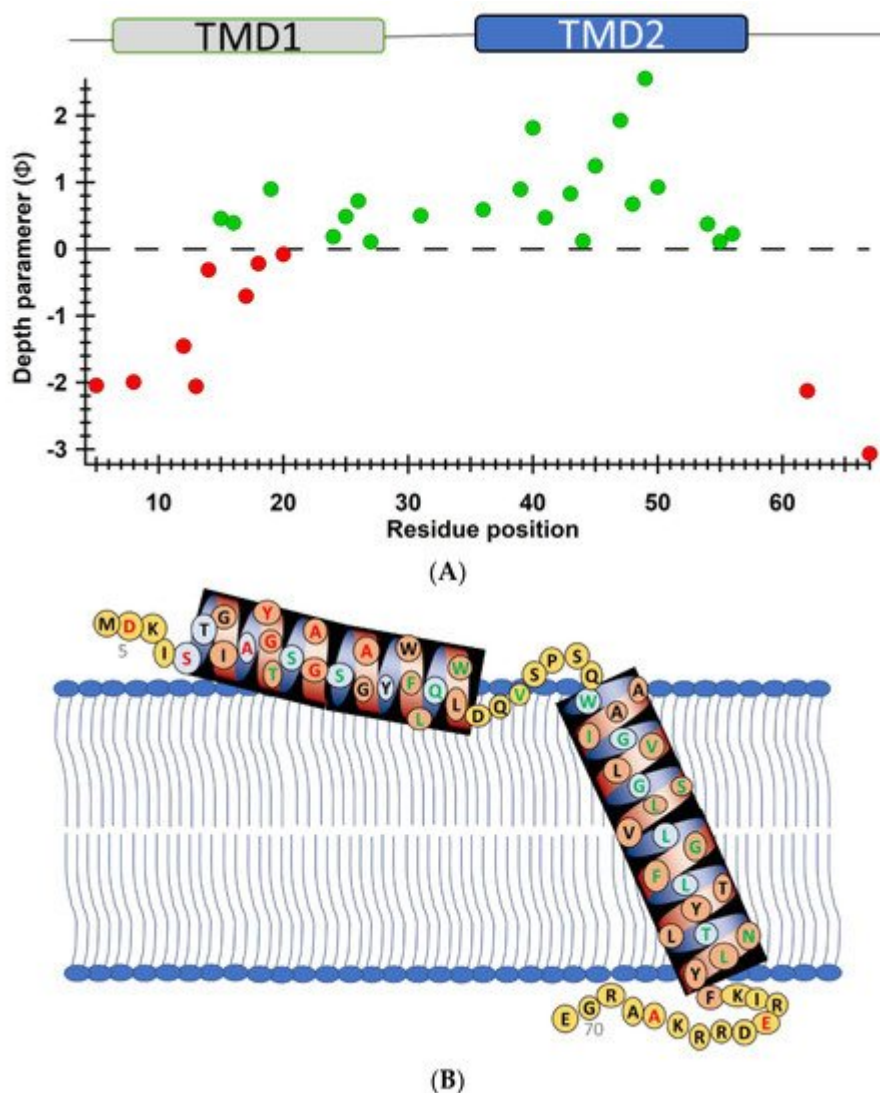 TMD1 TMD2
2
1
0
-1
-2
-3
Depth paramerer (Φ)
10 20 30 40 50 60
Residue position
(A)
M D K
5
I S
T G Y A A W W
I A G S G S G Y F Q
T L L
D Q V S P S Q
W A A
I G V
L G S
L
V L G
F L T
Y
L T N
Y L
F K I R
E G R A A K R R D E
70
(B)